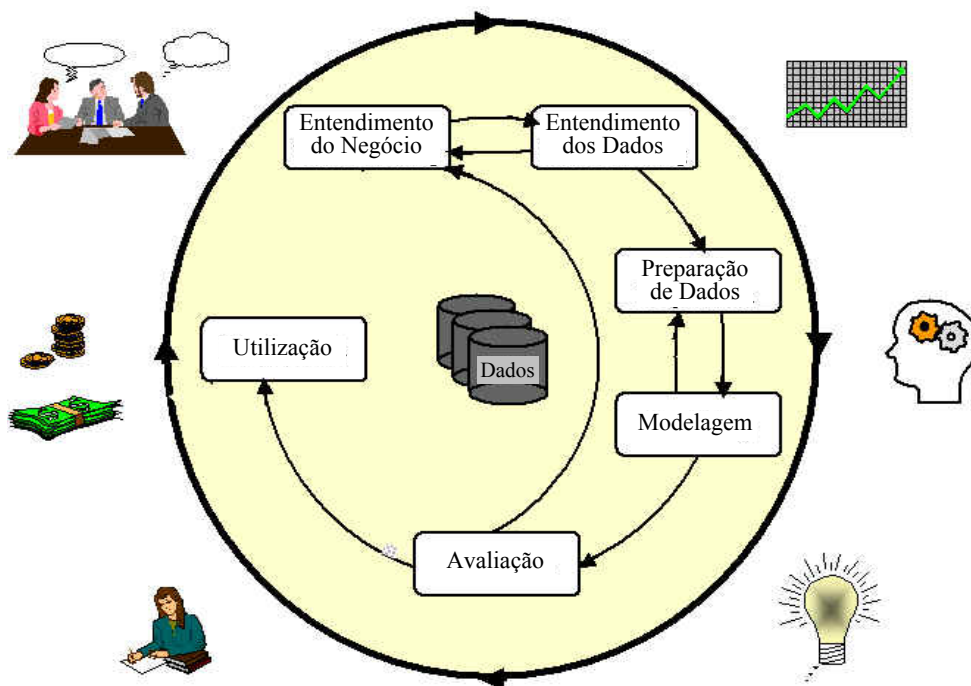 Entendimento
do Negócio
Entendimento
dos Dados
Preparação
de Dados
Utilização
Dados
Modelagem
Avaliação